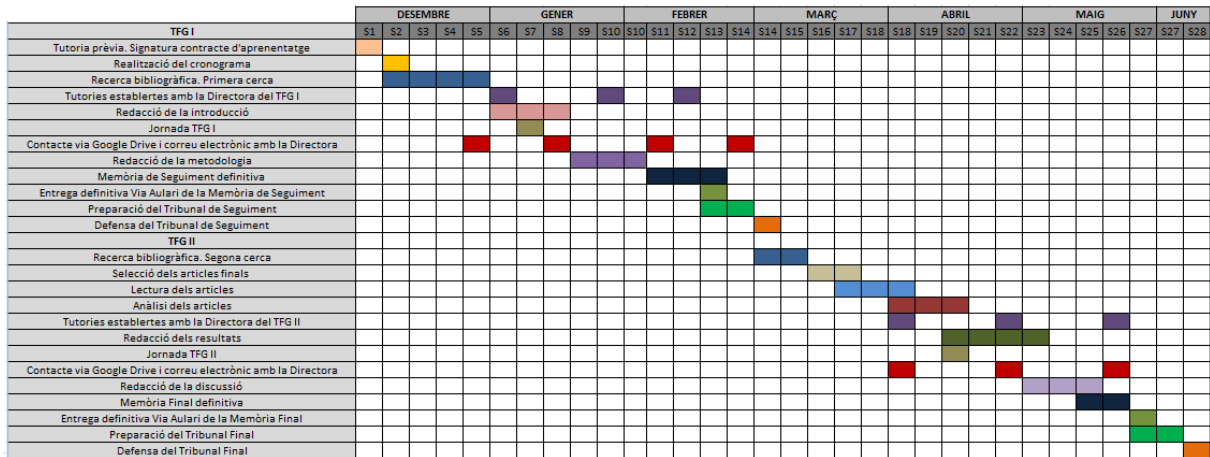 DESEMBRE GENER FEBRER MARÇ ABRIL MAIG JUNY
TFG I S1 S2 S3 S4 S5 S6 S7 S8 S9 S10 S10 S11 S12 S13 S14 S14 S15 S16 S17 S18 S18 S19 S20 S21 S22 S23 S24 S25 S26 S27 S27 S28
Tutoria prèvia. Signatura contracte d'aprenentatge
Realització del cronograma
Recerca bibliogràfica. Primera cerca
Tutories establertes amb la Directora del TFG I
Redacció de la introducció
Jornada TFG I
Contacte via Google Drive i correu electrònic amb la Directora
Redacció de la metodologia
Memòria de Seguiment definitiva
Entrega definitiva Via Aulari de la Memòria de Seguiment
Preparació del Tribunal de Seguiment
Defensa del Tribunal de Seguiment
TFG II
Recerca bibliogràfica. Segona cerca
Selecció dels articles finals
Lectura dels articles
Anàlisi dels articles
Tutories establertes amb la Directora del TFG II
Redacció dels resultats
Jornada TFG II
Contacte via Google Drive i correu electrònic amb la Directora
Redacció de la discussió
Memòria Final definitiva
Entrega definitiva Via Aulari de la Memòria Final
Preparació del Tribunal Final
Defensa del Tribunal Final